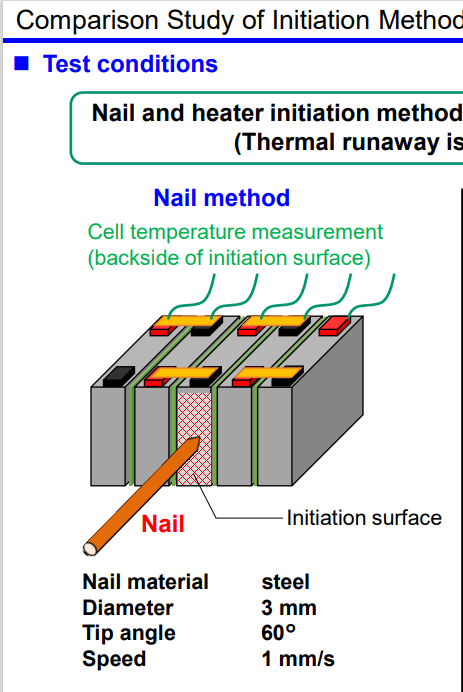 Comparison Study of Initiation Method
■ Test conditions
Nail and heater initiation method
(Thermal runaway is
Nail method
Cell temperature measurement
(backside of initiation surface)
Nail
Initiation surface
Nail material steel
Diameter 3 mm
Tip angle 60°
Speed 1 mm/s